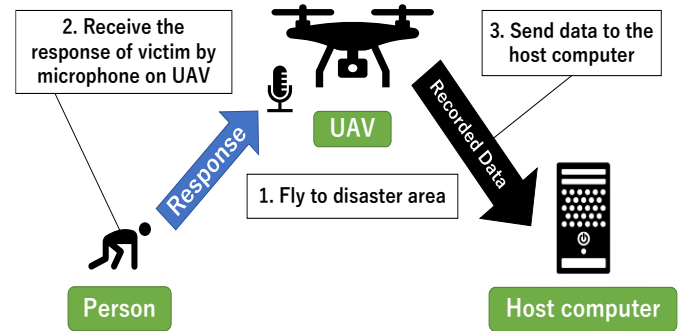 2. Receive the
response of victim by
microphone on UAV
3. Send data to the
host computer
UAV
Response
Recorded Data
1. Fly to disaster area
Person
Host computer